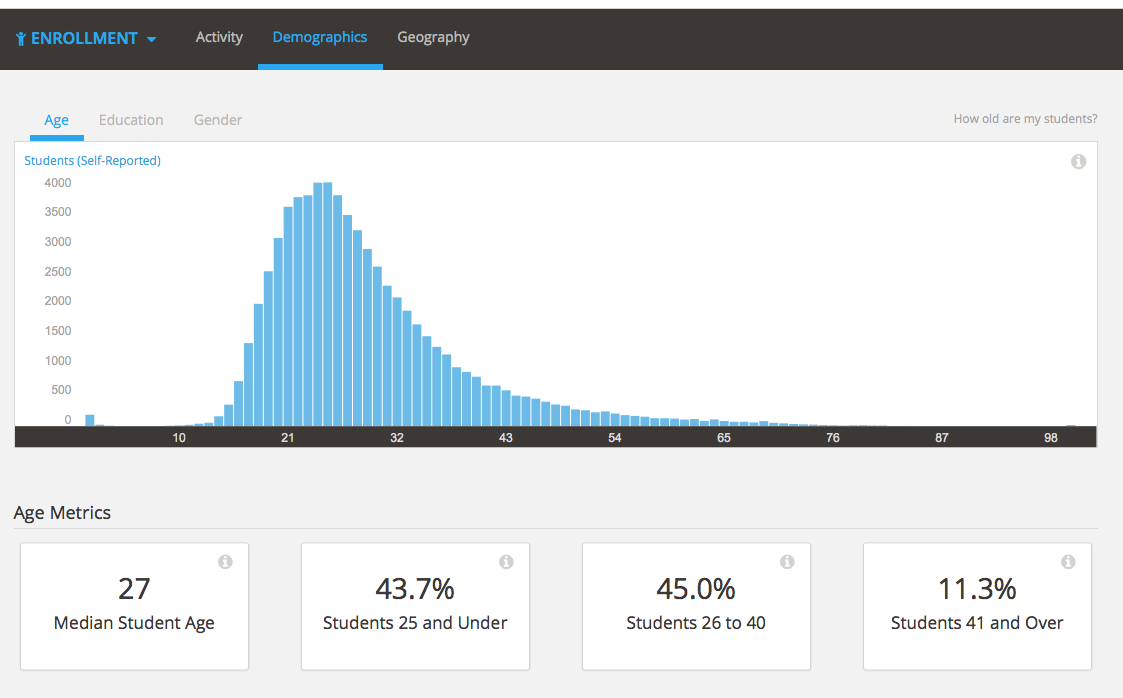 ENROLLMENT Activity Demographics Geography
Age Education Gender How old are my students?
Students (Self-Reported)
4000
3500
3000
2500
2000
1500
1000
500
0
10 21 32 43 54 65 76 87 98
Age Metrics
27 43.7% 45.0% 11.3%
Median Student Age Students 25 and Under Students 26 to 40 Students 41 and Over